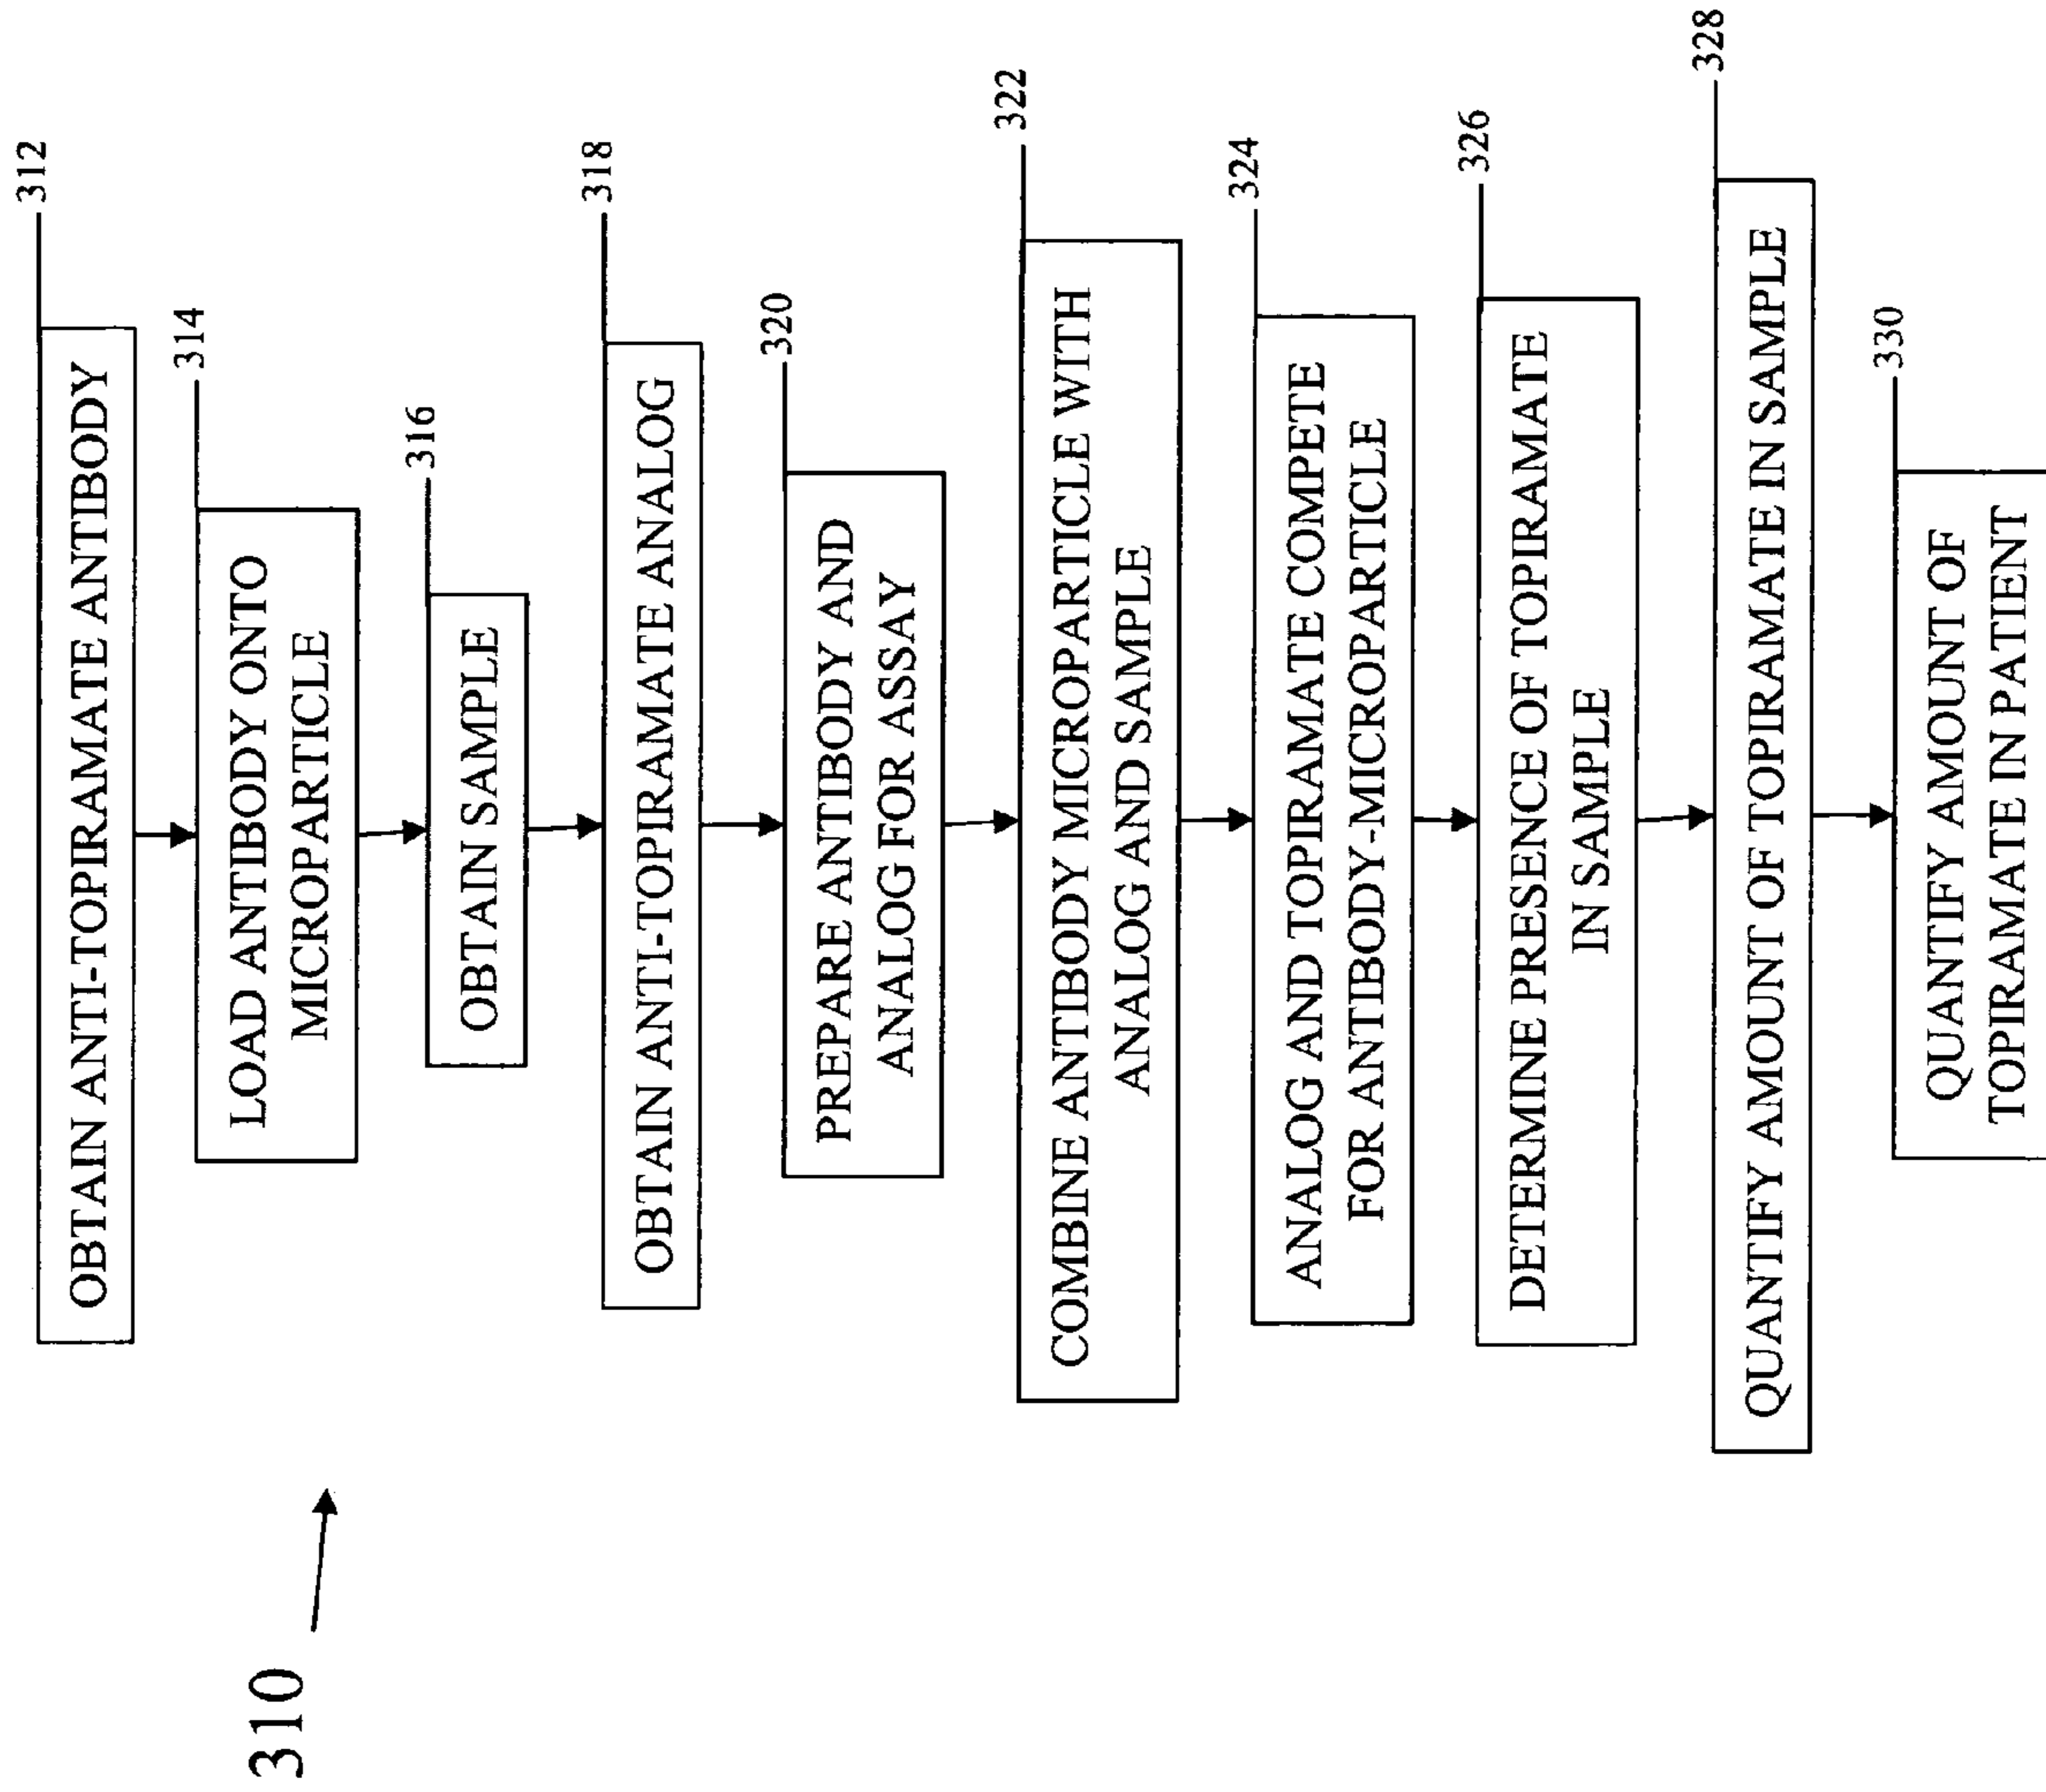 310
312
OBTAIN ANTI-TOPIRAMATE ANTIBODY
314
LOAD ANTIBODY ONTO
MICROPARTICLE
316
OBTAIN SAMPLE
318
OBTAIN ANTI-TOPIRAMATE ANALOG
320
PREPARE ANTIBODY AND
ANALOG FOR ASSAY
322
COMBINE ANTIBODY MICROPARTICLE WITH
ANALOG AND SAMPLE
324
ANALOG AND TOPIRAMATE COMPETE
FOR ANTIBODY-MICROPARTICLE
326
DETERMINE PRESENCE OF TOPIRAMATE
IN SAMPLE
328
QUANTIFY AMOUNT OF TOPIRAMATE IN SAMPLE
330
QUANTIFY AMOUNT OF
TOPIRAMATE IN PATIENT